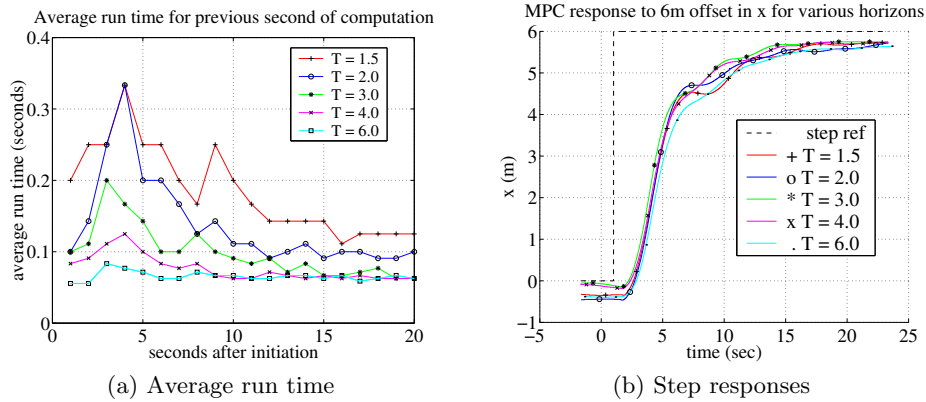 Average run time for previous second of computation
average run time (seconds)
0.4
0.3
0.2
0.1
0
T = 1.5
T = 2.0
T = 3.0
T = 4.0
T = 6.0
0 5 10 15 20
seconds after initiation
(a) Average run time
MPC response to 6m offset in x for various horizons
x (m)
6
5
4
3
2
1
0
−1
step ref
+ T = 1.5
o T = 2.0
* T = 3.0
x T = 4.0
. T = 6.0
−5 0 5 10 15 20 25
time (sec)
(b) Step responses